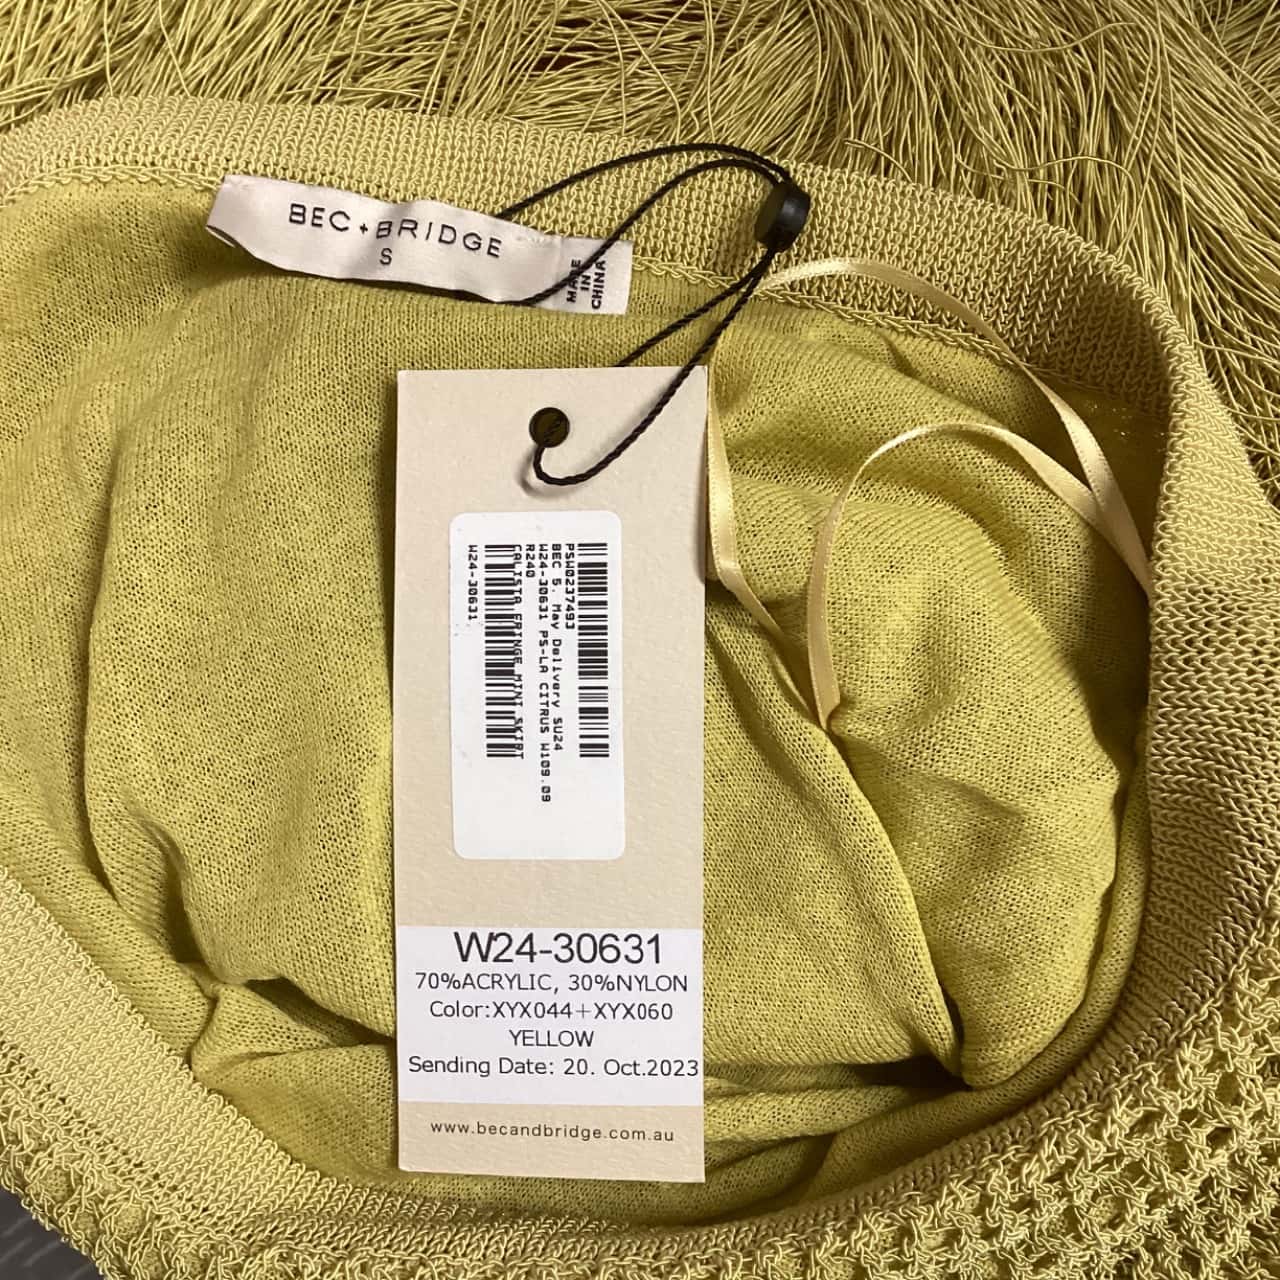 BEC+BRIDGE
S
MADE
IN
CHINA
PSW0237493
BEC 5. May Delivery SU24
W24-30631 PS-LA CITRUS W109.09
R240
CALISTA FRINGE MINI SKIRT
W24-30631
W24-30631
70%ACRYLIC, 30%NYLON
Color:XYX044+XYX060
YELLOW
Sending Date: 20. Oct.2023
www.becandbridge.com.au